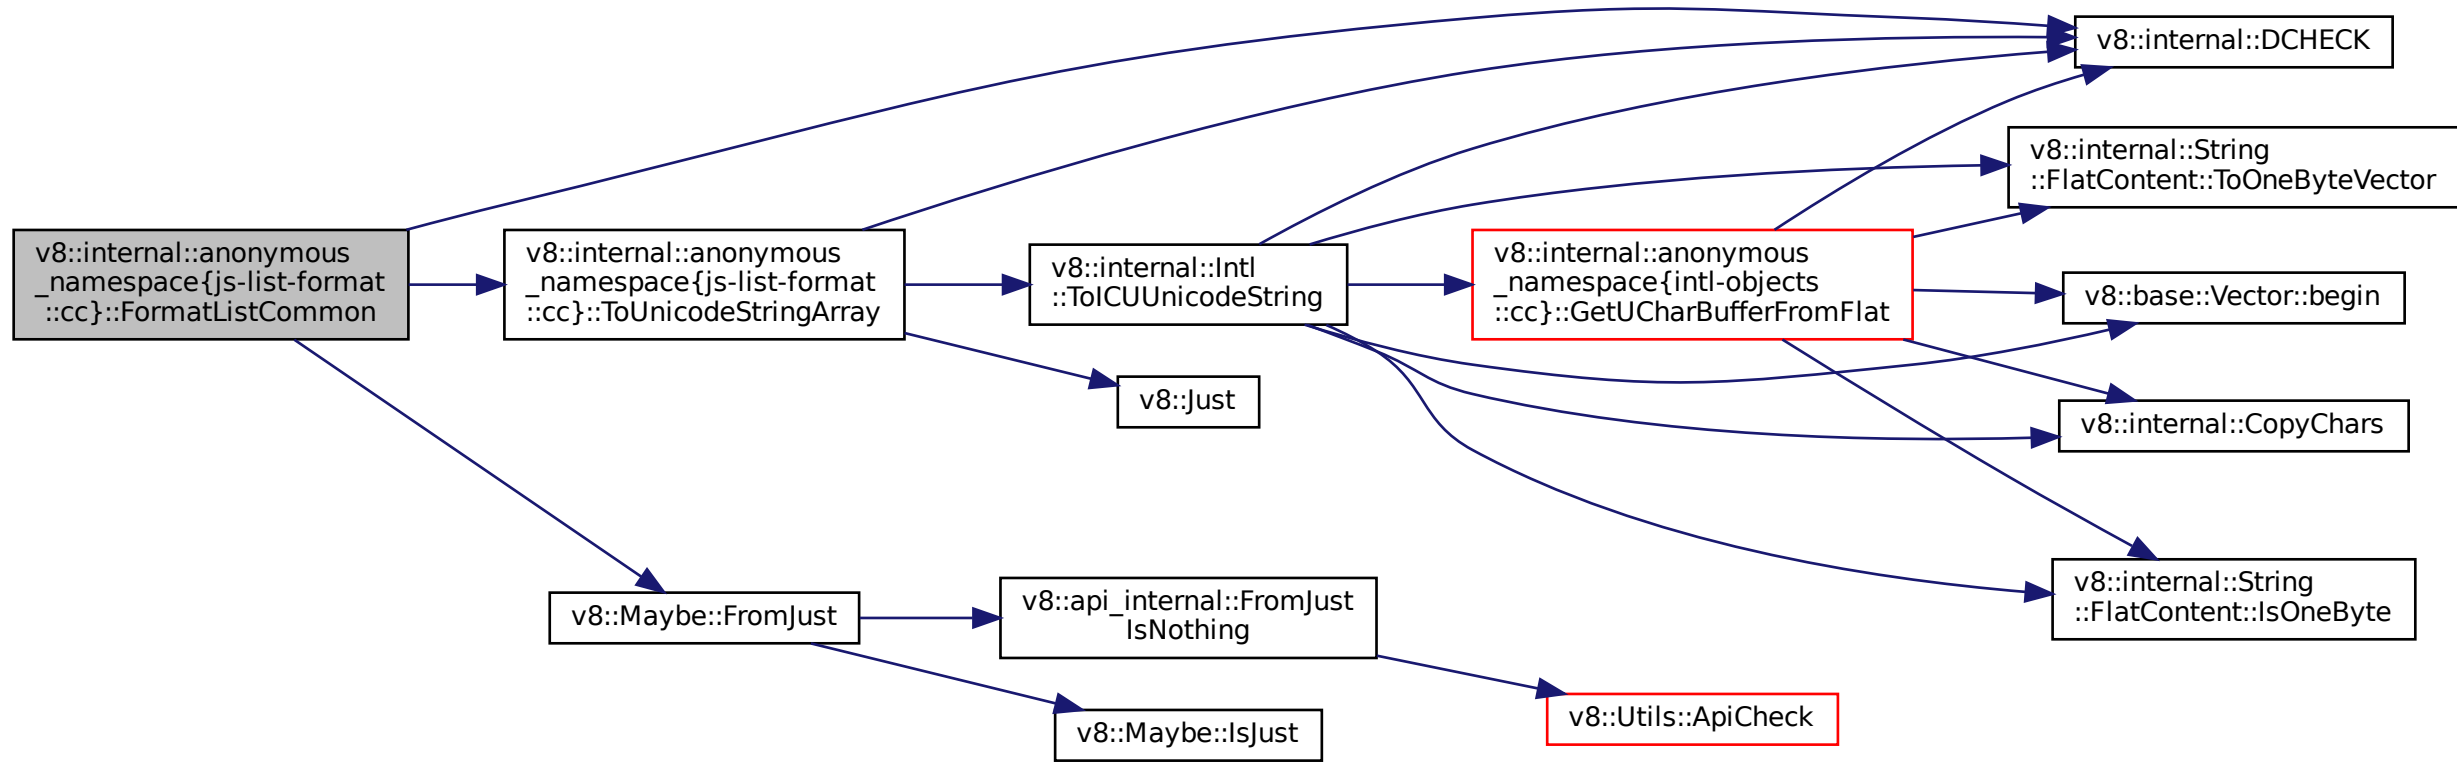 v8::internal::anonymous
_namespace{js-list-format
::cc}::FormatListCommon
v8::internal::anonymous
_namespace{js-list-format
::cc}::ToUnicodeStringArray
v8::internal::Intl
::ToICUUnicodeString
v8::internal::anonymous
_namespace{intl-objects
::cc}::GetUCharBufferFromFlat
v8::internal::DCHECK
v8::internal::String
::FlatContent::ToOneByteVector
v8::base::Vector::begin
v8::internal::CopyChars
v8::internal::String
::FlatContent::IsOneByte
v8::Just
v8::Maybe::FromJust
v8::api_internal::FromJust
IsNothing
v8::Utils::ApiCheck
v8::Maybe::IsJust